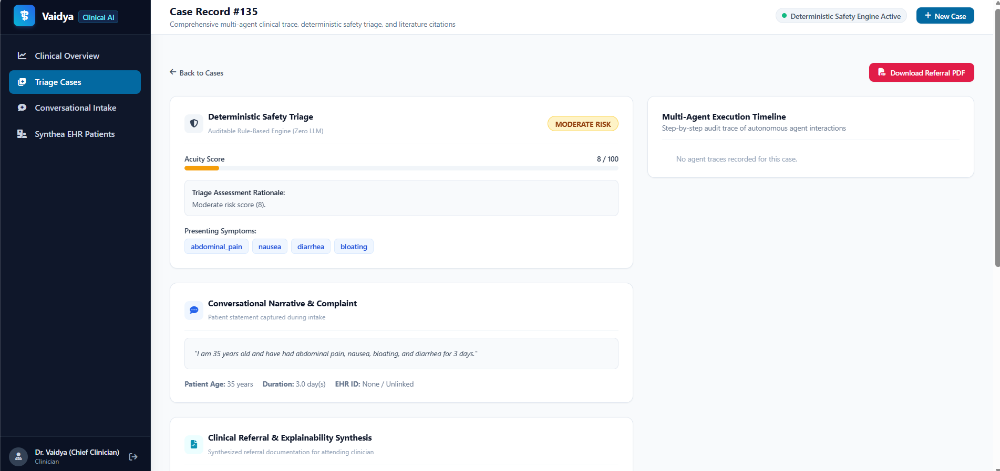 Vaidya
Clinical AI
Clinical Overview
Triage Cases
Conversational Intake
Synthea EHR Patients
Dr. Vaidya (Chief Clinician)
Clinician
Case Record #135
Comprehensive multi-agent clinical trace, deterministic safety triage, and literature citations
Deterministic Safety Engine Active
New Case
Back to Cases
Download Referral PDF
Deterministic Safety Triage
Auditable Rule-Based Engine (Zero LLM)
MODERATE RISK
Acuity Score
8 / 100
Triage Assessment Rationale:
Moderate risk score (8).
Presenting Symptoms:
abdominal_pain
nausea
diarrhea
bloating
Conversational Narrative & Complaint
Patient statement captured during intake
"I am 35 years old and have had abdominal pain, nausea, bloating, and diarrhea for 3 days."
Patient Age: 35 years Duration: 3.0 day(s) EHR ID: None / Unlinked
Clinical Referral & Explainability Synthesis
Synthesized referral documentation for attending clinician
Multi-Agent Execution Timeline
Step-by-step audit trace of autonomous agent interactions
No agent traces recorded for this case.